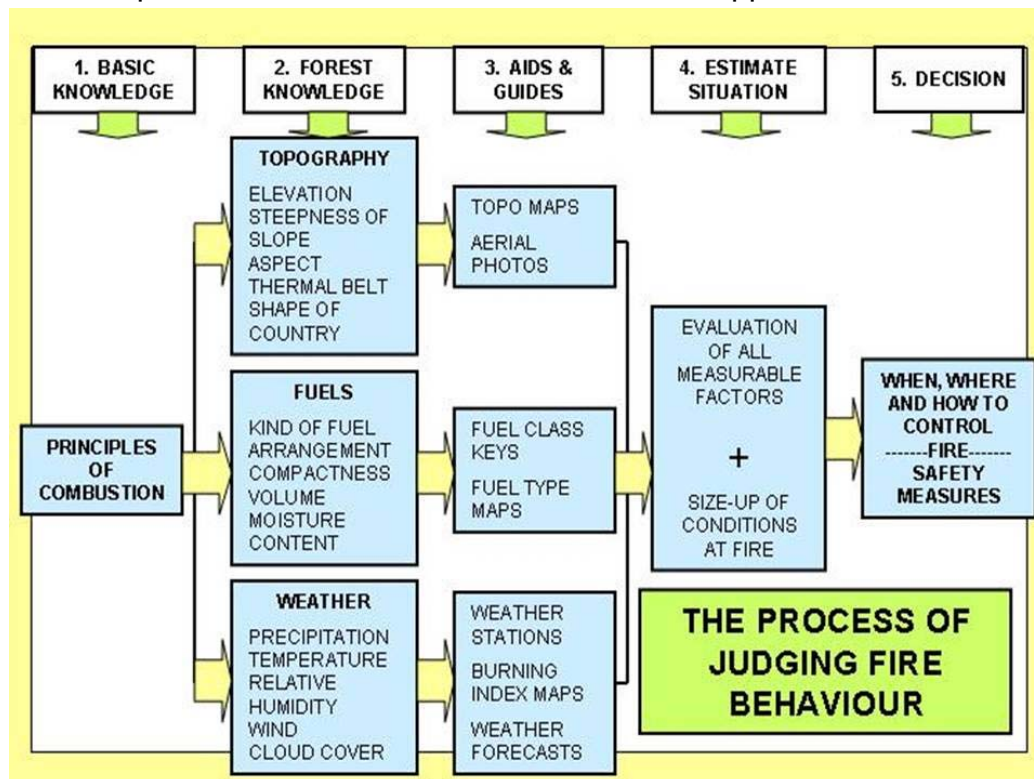 1. BASIC
KNOWLEDGE
2. FOREST
KNOWLEDGE
3. AIDS &
GUIDES
4. ESTIMATE
SITUATION
5. DECISION
PRINCIPLES
OF
COMBUSTION
TOPOGRAPHY
ELEVATION
STEEPNESS OF
SLOPE
ASPECT
THERMAL BELT
SHAPE OF
COUNTRY
FUELS
KIND OF FUEL
ARRANGEMENT
COMPACTNESS
VOLUME
MOISTURE
CONTENT
WEATHER
PRECIPITATION
TEMPERATURE
RELATIVE
HUMIDITY
WIND
CLOUD COVER
TOPO MAPS
AERIAL
PHOTOS
FUEL CLASS
KEYS
FUEL TYPE
MAPS
WEATHER
STATIONS
BURNING
INDEX MAPS
WEATHER
FORECASTS
EVALUATION
OF ALL
MEASURABLE
FACTORS
+
SIZE-UP OF
CONDITIONS
AT FIRE
WHEN, WHERE
AND HOW TO
CONTROL
-------FIRE-------
SAFETY
MEASURES
THE PROCESS OF
JUDGING FIRE
BEHAVIOUR